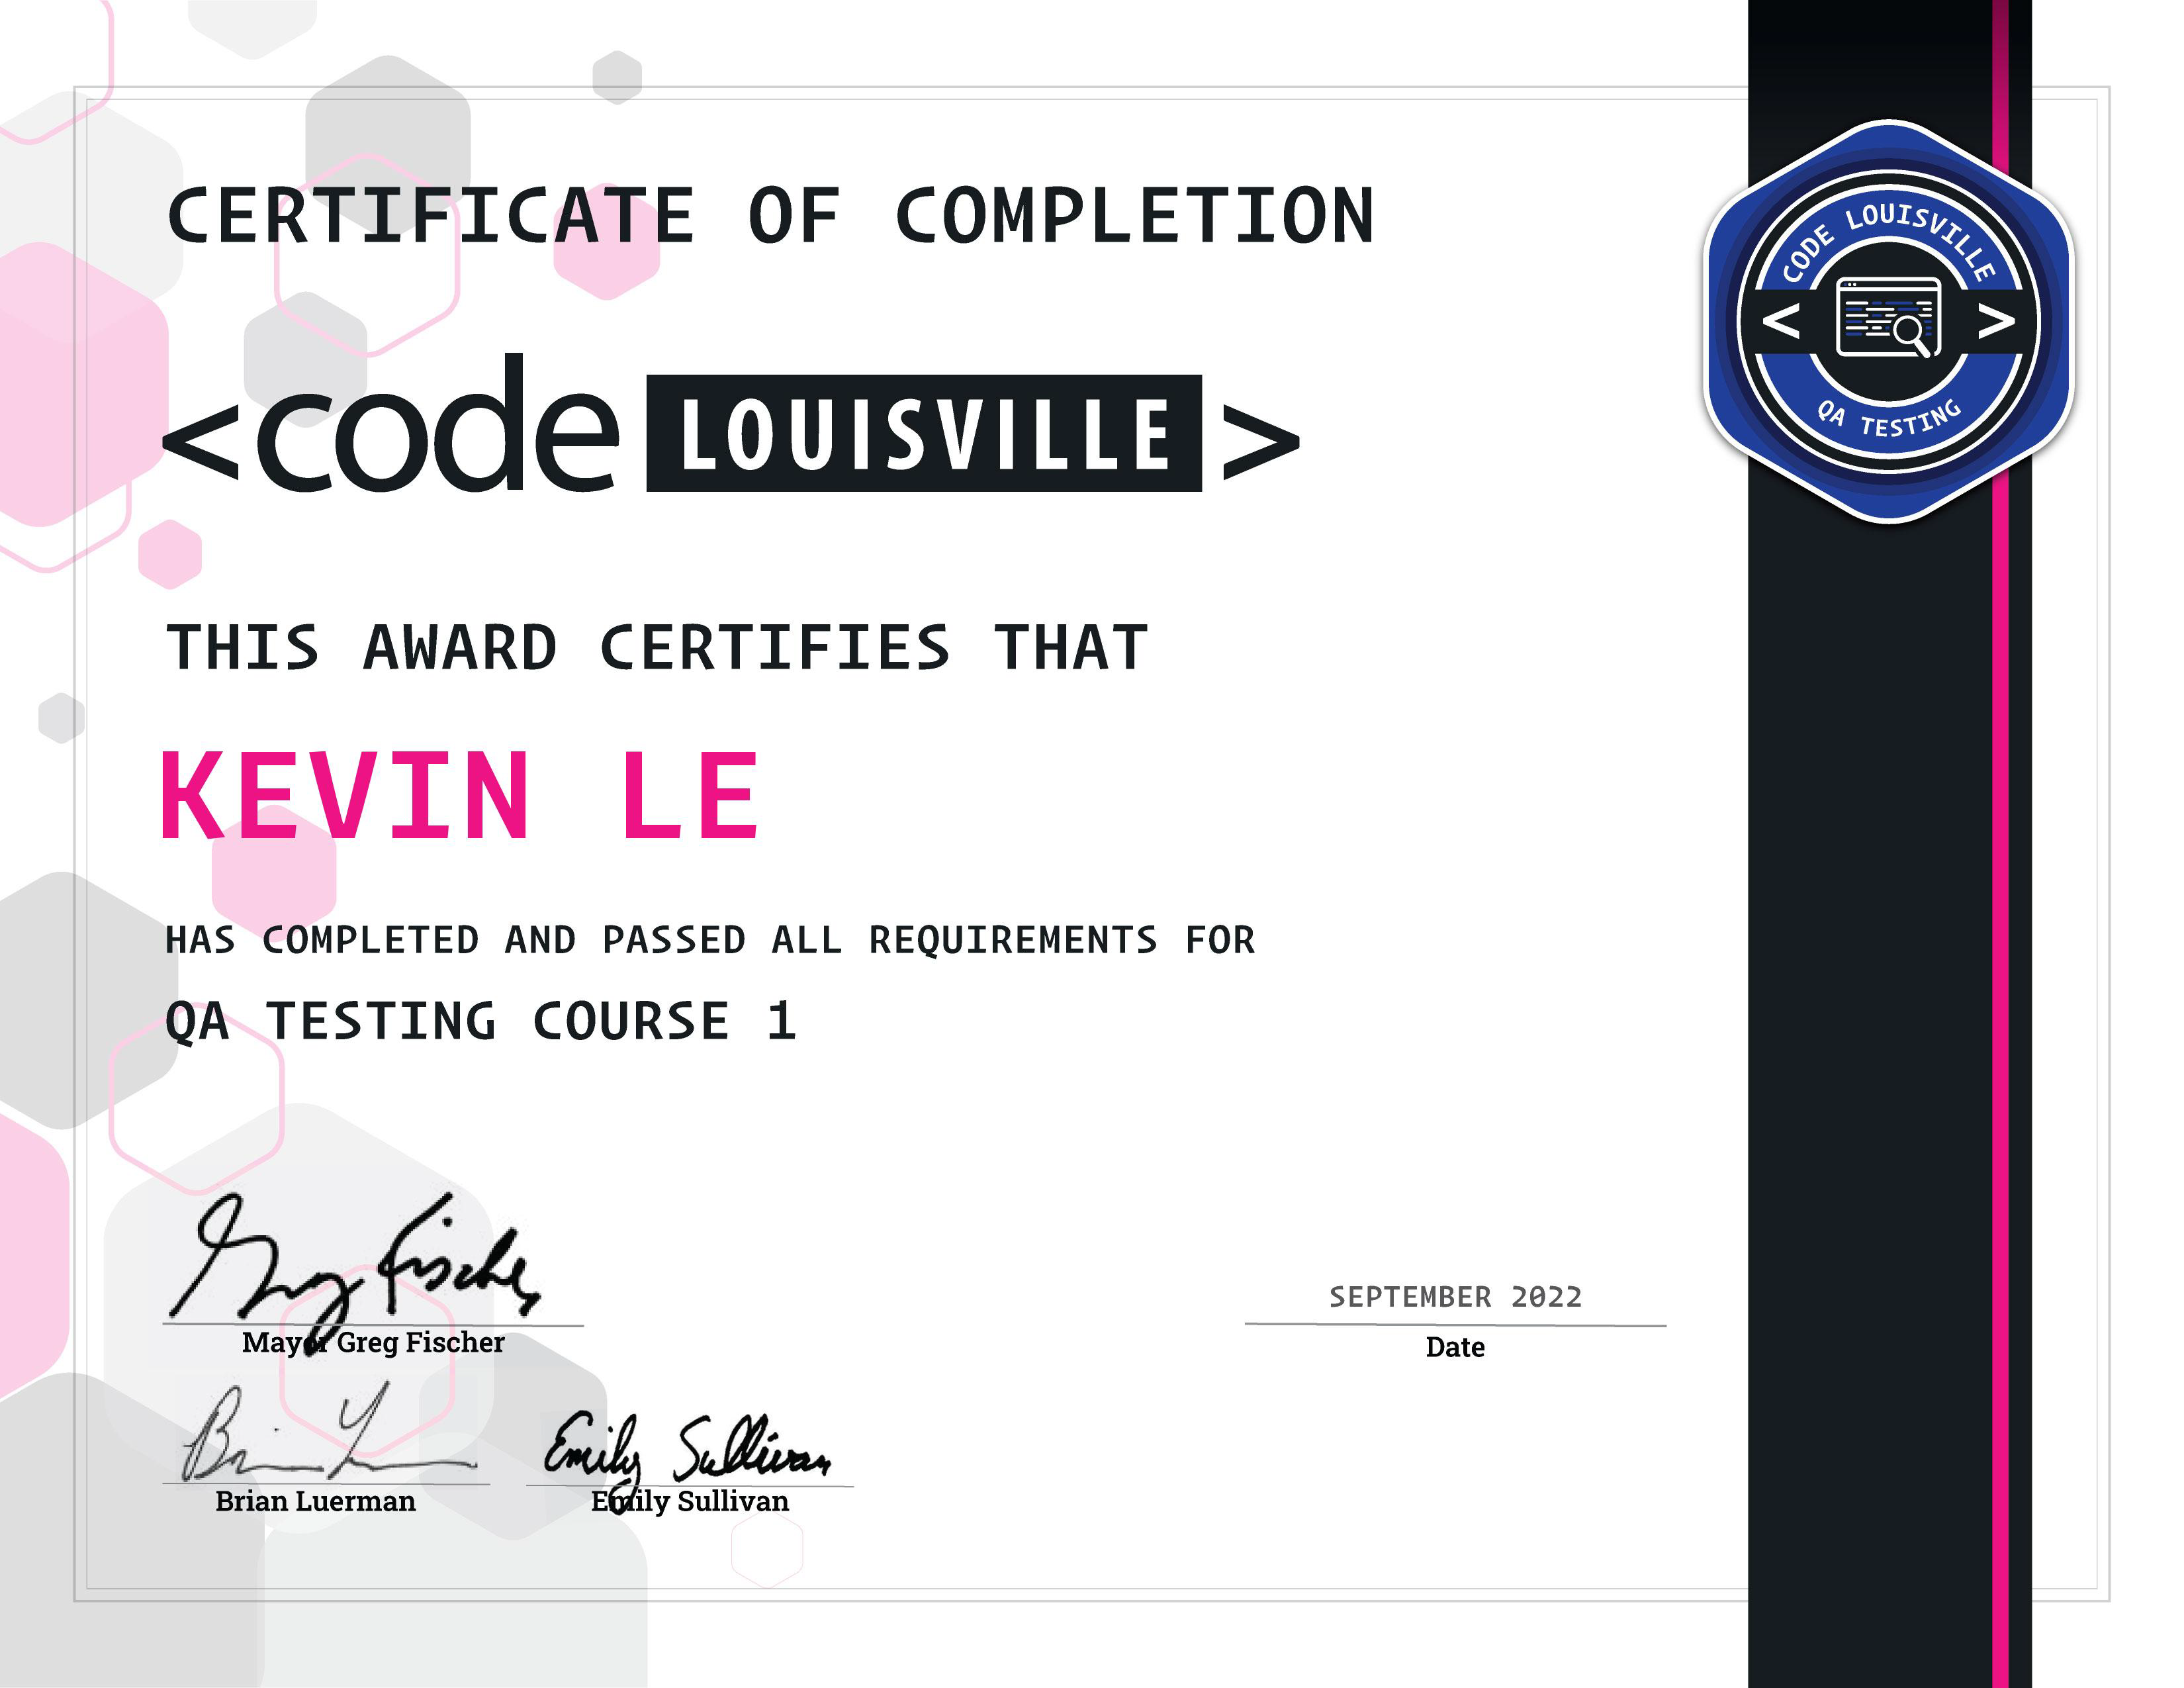 CERTIFICATE OF COMPLETION
<code LOUISVILLE>
CODE LOUISVILLE
< >
QA TESTING
THIS AWARD CERTIFIES THAT
KEVIN LE
HAS COMPLETED AND PASSED ALL REQUIREMENTS FOR
QA TESTING COURSE 1
Greg Fischer
Mayor Greg Fischer
SEPTEMBER 2022
Date
Emily Sullivan
Brian Luerman
Emily Sullivan